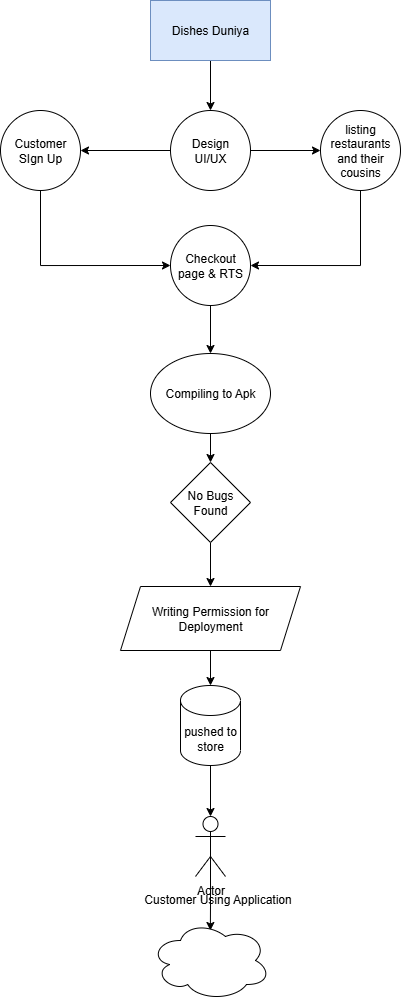 Dishes Duniya
Customer
SIgn Up
Design
UI/UX
listing
restaurants
and their
cousins
Checkout
page & RTS
Compiling to Apk
No Bugs
Found
Writing Permission for
Deployment
pushed to
store
Actor
Customer Using Application